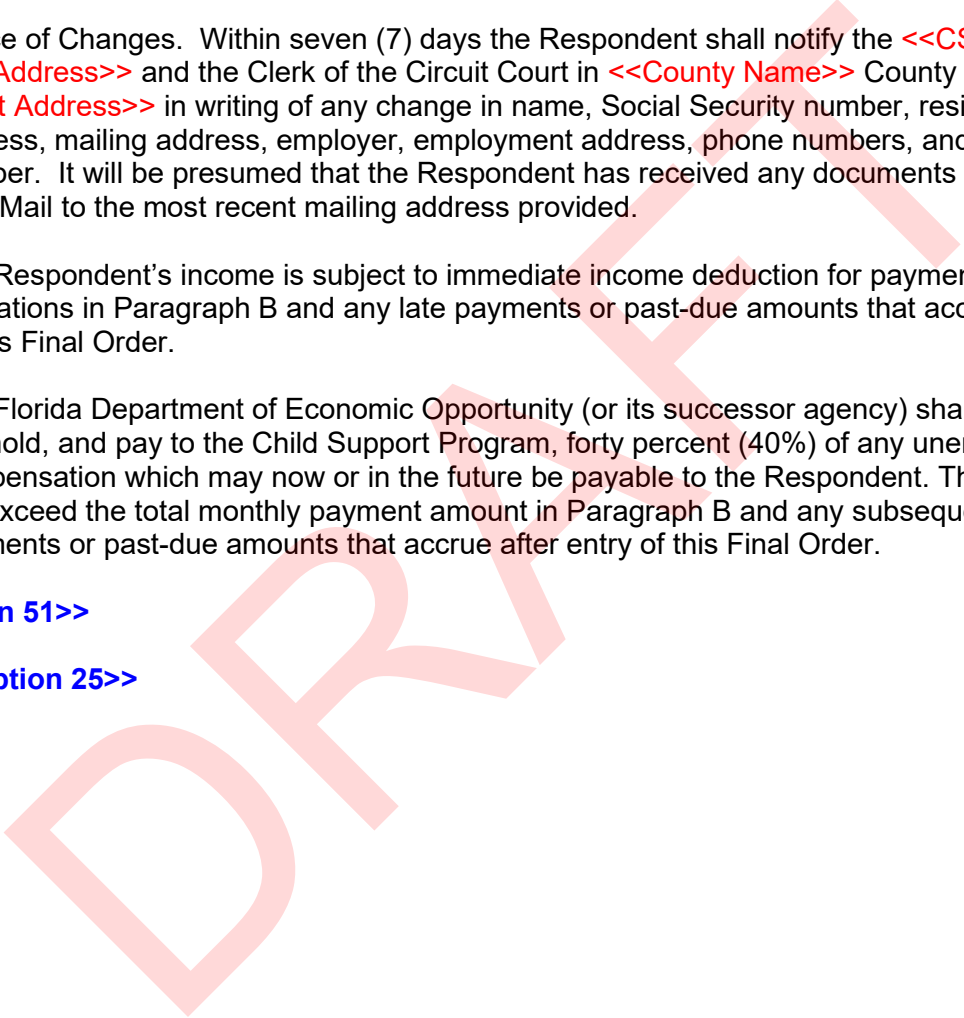 e of Changes.  Within seven (7) days the Respondent shall notify the <<CS
Address>> and the Clerk of the Circuit Court in <<County Name>> County
t Address>> in writing of any change in name, Social Security number, resi
ess, mailing address, employer, employment address, phone numbers, and
ber.  It will be presumed that the Respondent has received any documents
Mail to the most recent mailing address provided.
Respondent’s income is subject to immediate income deduction for paymen
ations in Paragraph B and any late payments or past-due amounts that acc
s Final Order.
Florida Department of Economic Opportunity (or its successor agency) sha
hold, and pay to the Child Support Program, forty percent (40%) of any une
pensation which may now or in the future be payable to the Respondent. Th
exceed the total monthly payment amount in Paragraph B and any subseque
ments or past-due amounts that accrue after entry of this Final Order.
n 51>>
ption 25>>
DRAFT